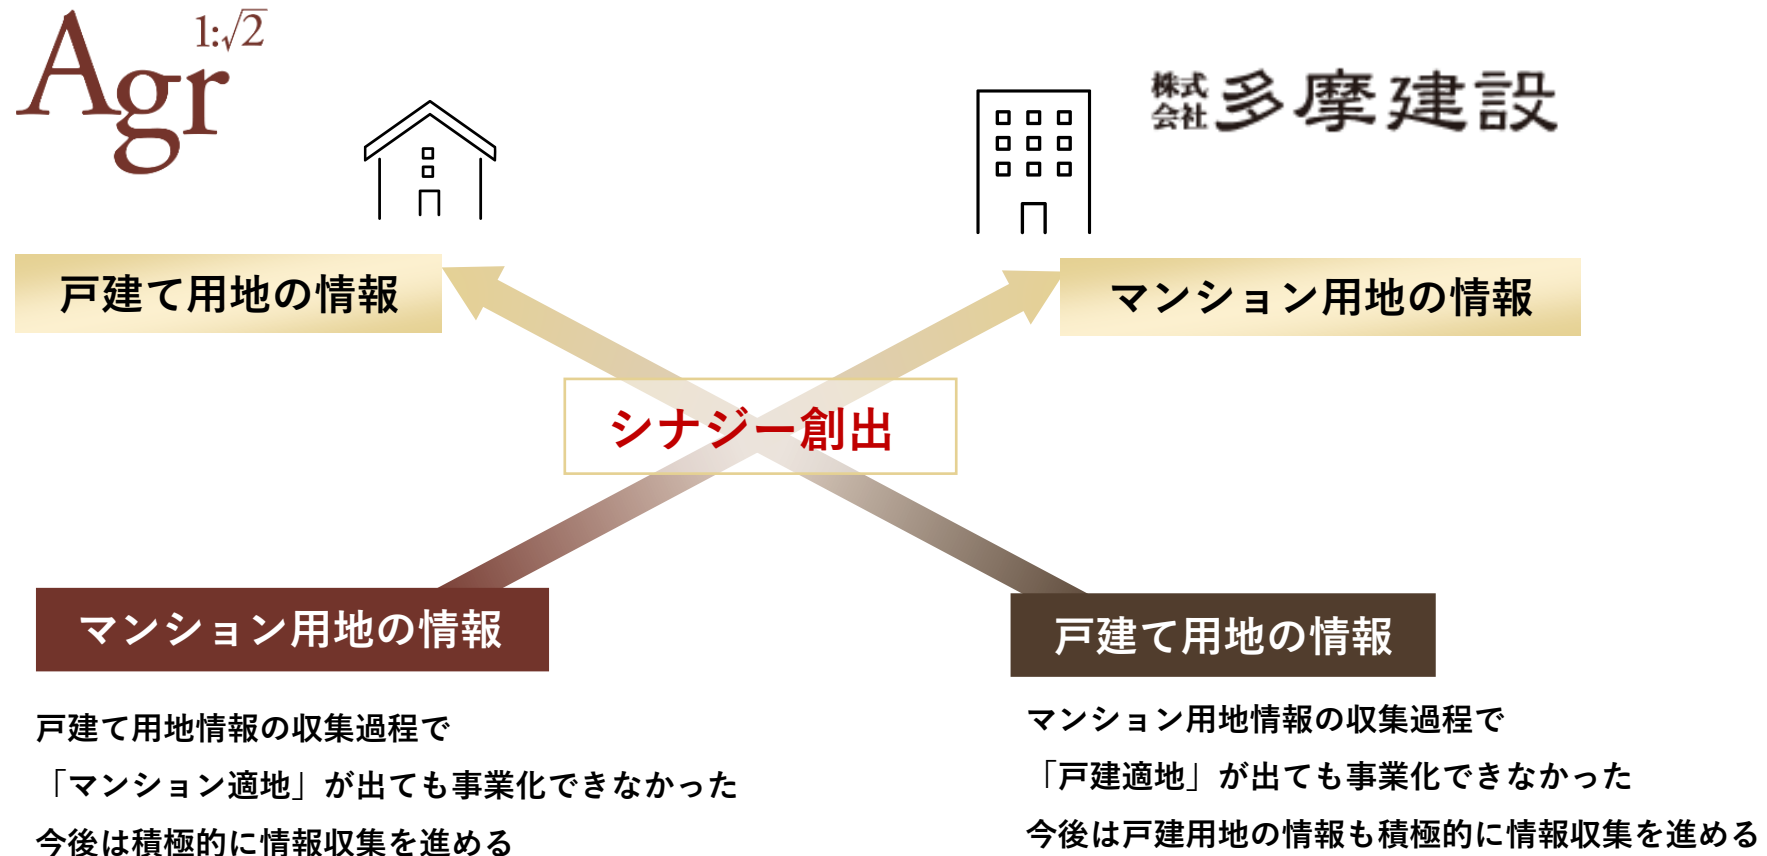 Agr 1:√2
株式会社 多摩建設
戸建て用地の情報
マンション用地の情報
シナジー創出
マンション用地の情報
戸建て用地情報の収集過程で
「マンション適地」が出ても事業化できなかった
今後は積極的に情報収集を進める
戸建て用地の情報
マンション用地情報の収集過程で
「戸建適地」が出ても事業化できなかった
今後は戸建用地の情報も積極的に情報収集を進める